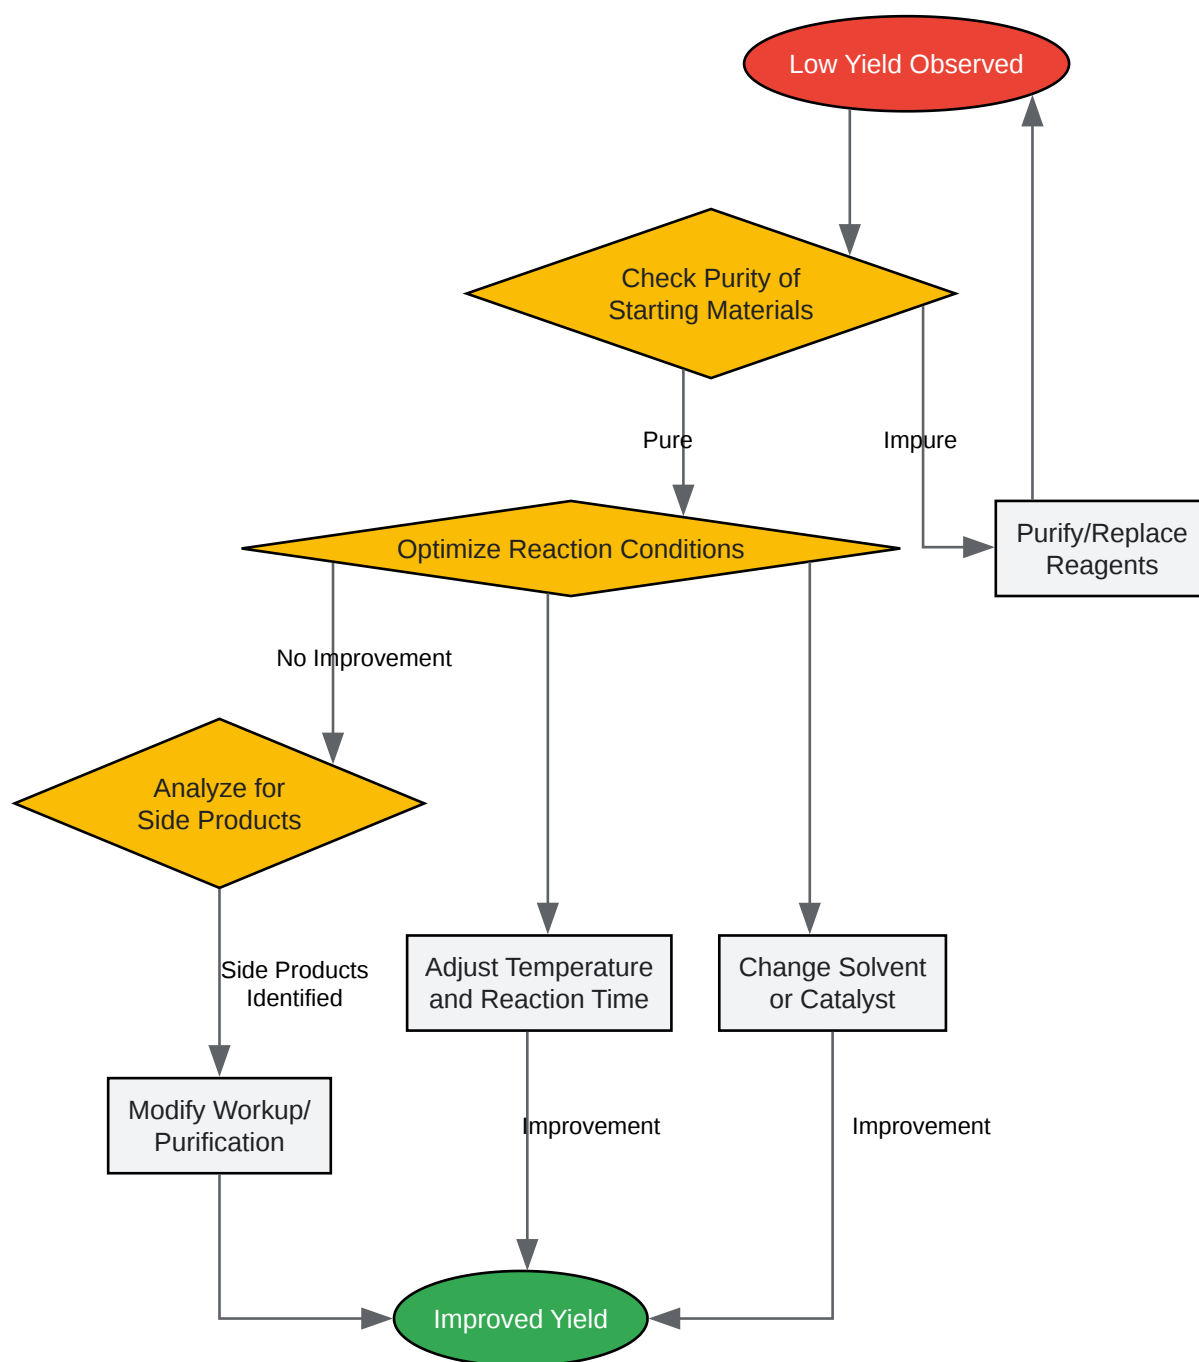 Low Yield Observed
Check Purity of
Starting Materials
Pure
Impure
Optimize Reaction Conditions
Purify/Replace
Reagents
No Improvement
Analyze for
Side Products
Side Products
Identified
Adjust Temperature
and Reaction Time
Change Solvent
or Catalyst
Modify Workup/
Purification
Improvement
Improvement
Improved Yield